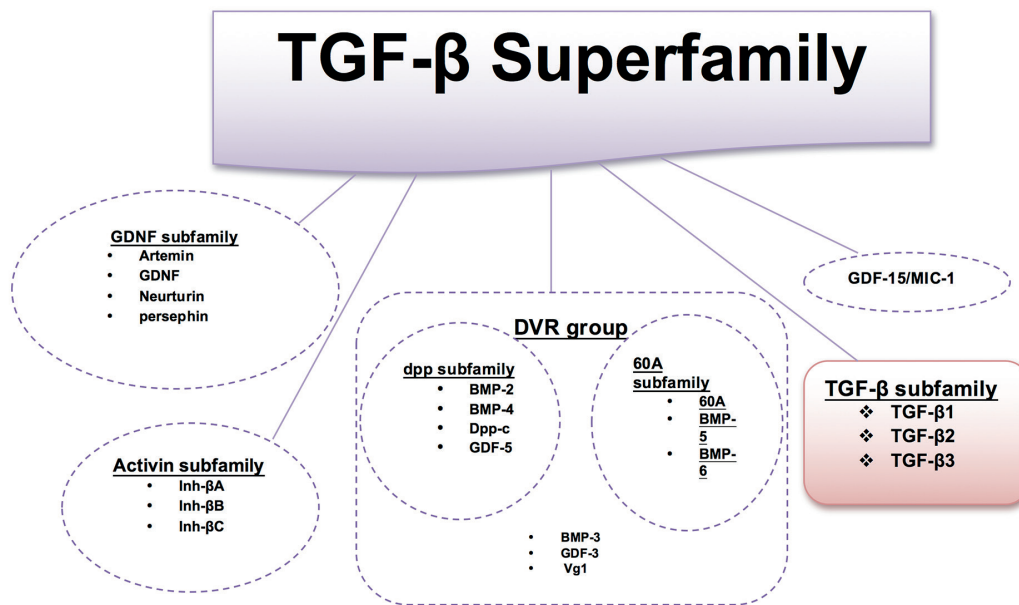 TGF-β Superfamily
GDNF subfamily
• Artemin
• GDNF
• Neurturin
• persephin
Activin subfamily
• Inh-βA
• Inh-βB
• Inh-βC
DVR group
dpp subfamily
• BMP-2
• BMP-4
• Dpp-c
• GDF-5
60A
subfamily
• 60A
• BMP-
5
• BMP-
6
• BMP-3
• GDF-3
• Vg1
GDF-15/MIC-1
TGF-β subfamily
❖ TGF-β1
❖ TGF-β2
❖ TGF-β3